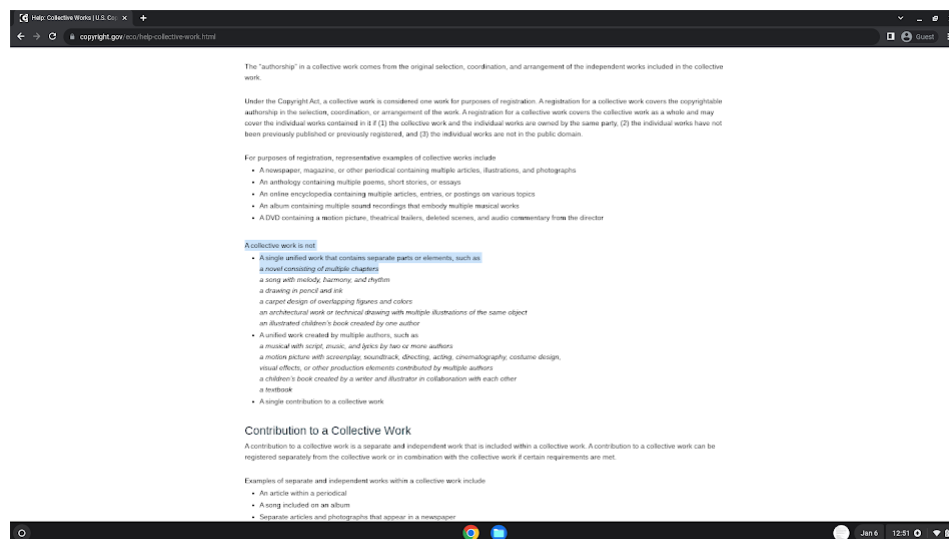 Help: Collective Works | U.S. Cop
copyright.gov/eco/help-collective-work.html
Guest
The "authorship" in a collective work comes from the original selection, coordination, and arrangement of the independent works included in the collective
work.
Under the Copyright Act, a collective work is considered one work for purposes of registration. A registration for a collective work covers the copyrightable
authorship in the selection, coordination, or arrangement of the work. A registration for a collective work covers the collective work as a whole and may
cover the individual works contained in it if (1) the collective work and the individual works are owned by the same party, (2) the individual works have not
been previously published or previously registered, and (3) the individual works are not in the public domain.
For purposes of registration, representative examples of collective works include
• A newspaper, magazine, or other periodical containing multiple articles, illustrations, and photographs
• An anthology containing multiple poems, short stories, or essays
• An online encyclopedia containing multiple articles, entries, or postings on various topics
• An album containing multiple sound recordings that embody multiple musical works
• A DVD containing a motion picture, theatrical trailers, deleted scenes, and audio commentary from the director
A collective work is not
• A single unified work that contains separate parts or elements, such as
a novel consisting of multiple chapters
a song with melody, harmony, and rhythm
a drawing in pencil and ink
a carpet design of overlapping figures and colors
an architectural work or technical drawing with multiple illustrations of the same object
an illustrated children's book created by one author
• A unified work created by multiple authors, such as
a musical with script, music, and lyrics by two or more authors
a motion picture with screenplay, soundtrack, directing, acting, cinematography, costume design,
visual effects, or other production elements contributed by multiple authors
a children's book created by a writer and illustrator in collaboration with each other
a textbook
• A single contribution to a collective work
Contribution to a Collective Work
A contribution to a collective work is a separate and independent work that is included within a collective work. A contribution to a collective work can be
registered separately from the collective work or in combination with the collective work if certain requirements are met.
Examples of separate and independent works within a collective work include
• An article within a periodical
• A song included on an album
• Separate articles and photographs that appear in a newspaper
Jan 6 12:51